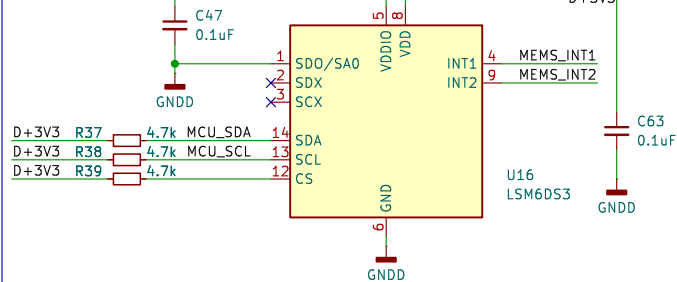 D+3V3
C47
0.1uF
5
8
VDDIO
VDD
1
SDO/SA0
INT1
4
MEMS_INT1
2
SDX
INT2
9
MEMS_INT2
3
SCX
GNDD
C63
0.1uF
D+3V3 R37 4.7k MCU_SDA 14 SDA
D+3V3 R38 4.7k MCU_SCL 13 SCL
D+3V3 R39 4.7k 12 CS
U16
LSM6DS3
GND
6
GNDD
GNDD